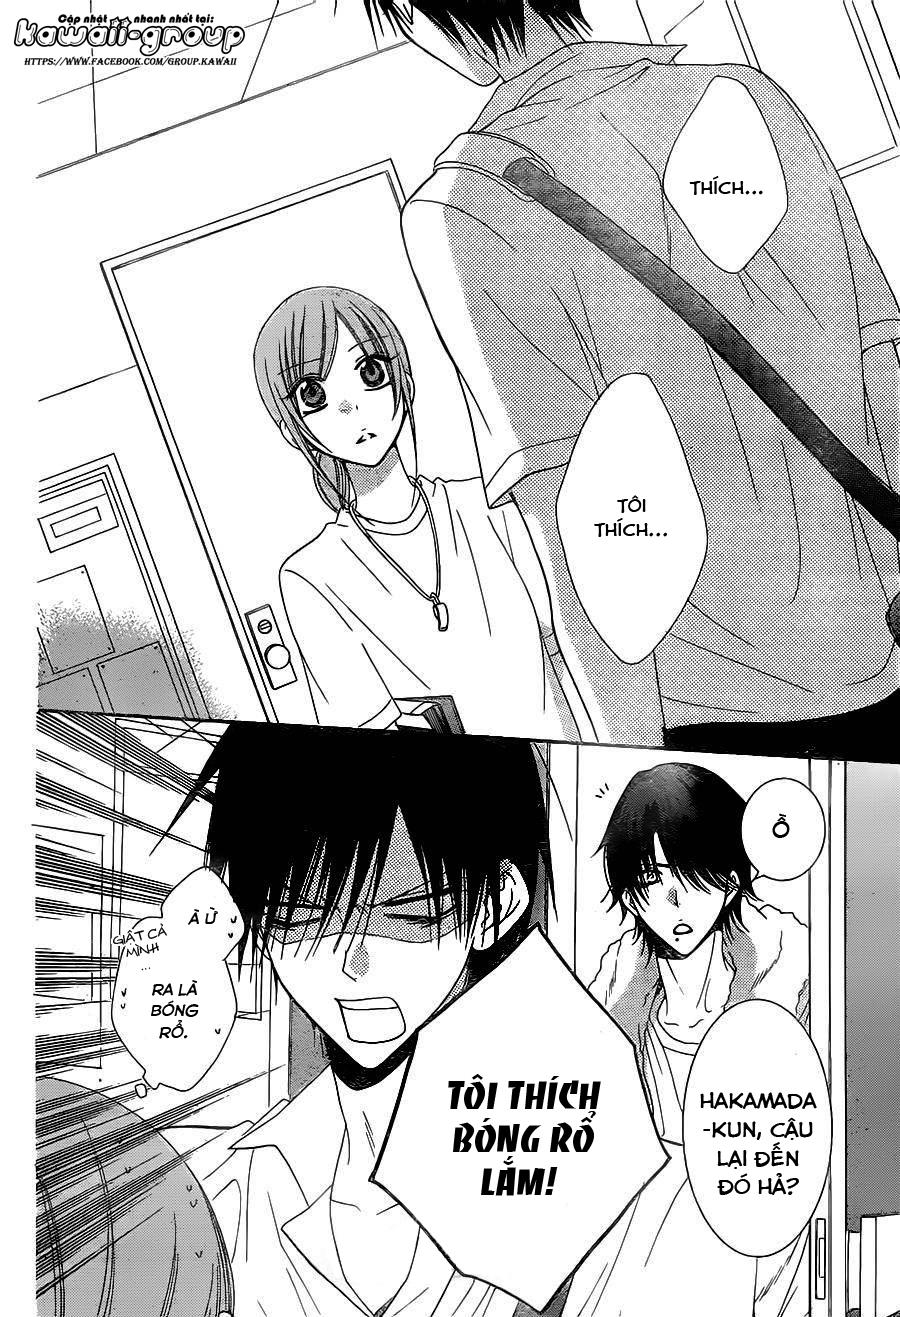 Cập nhật nhanh nhất tại:
kawaii-group
HTTPS://WWW.FACEBOOK.COM/GROUP.KAWAII
THÍCH...
TÔI
THÍCH...
Ồ
HAKAMADA
-KUN, CẬU
LẠI ĐẾN
ĐÓ HẢ?
TÔI THÍCH
BÓNG RỔ
LẮM!
À Ừ
GIẬT CẢ
MÌNH
...
RA LÀ
BÓNG
RỔ.